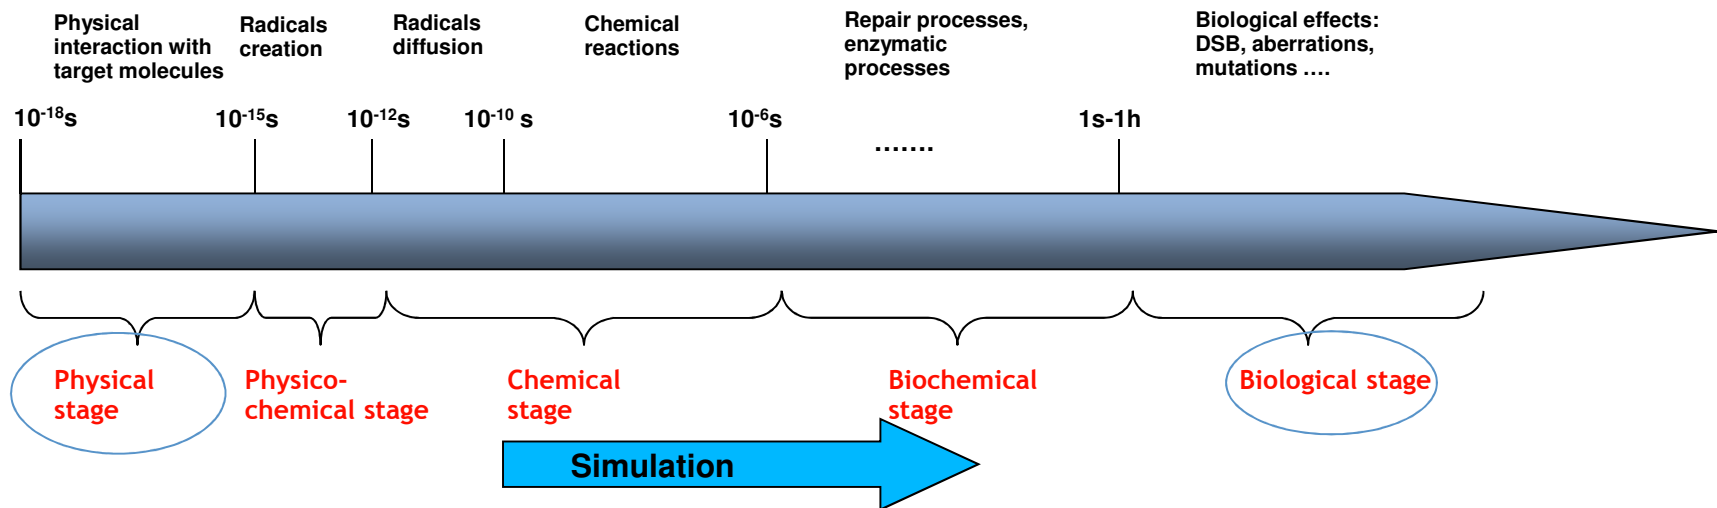 Physical
interaction with
target molecules
Radicals
creation
Radicals
diffusion
Chemical
reactions
Repair processes,
enzymatic
processes
Biological effects:
DSB, aberrations,
mutations ....
10⁻¹⁸s
10⁻¹⁵s
10⁻¹²s
10⁻¹⁰ s
10⁻⁶s
.......
1s-1h
Physical
stage
Physico-
chemical stage
Chemical
stage
Biochemical
stage
Biological stage
Simulation